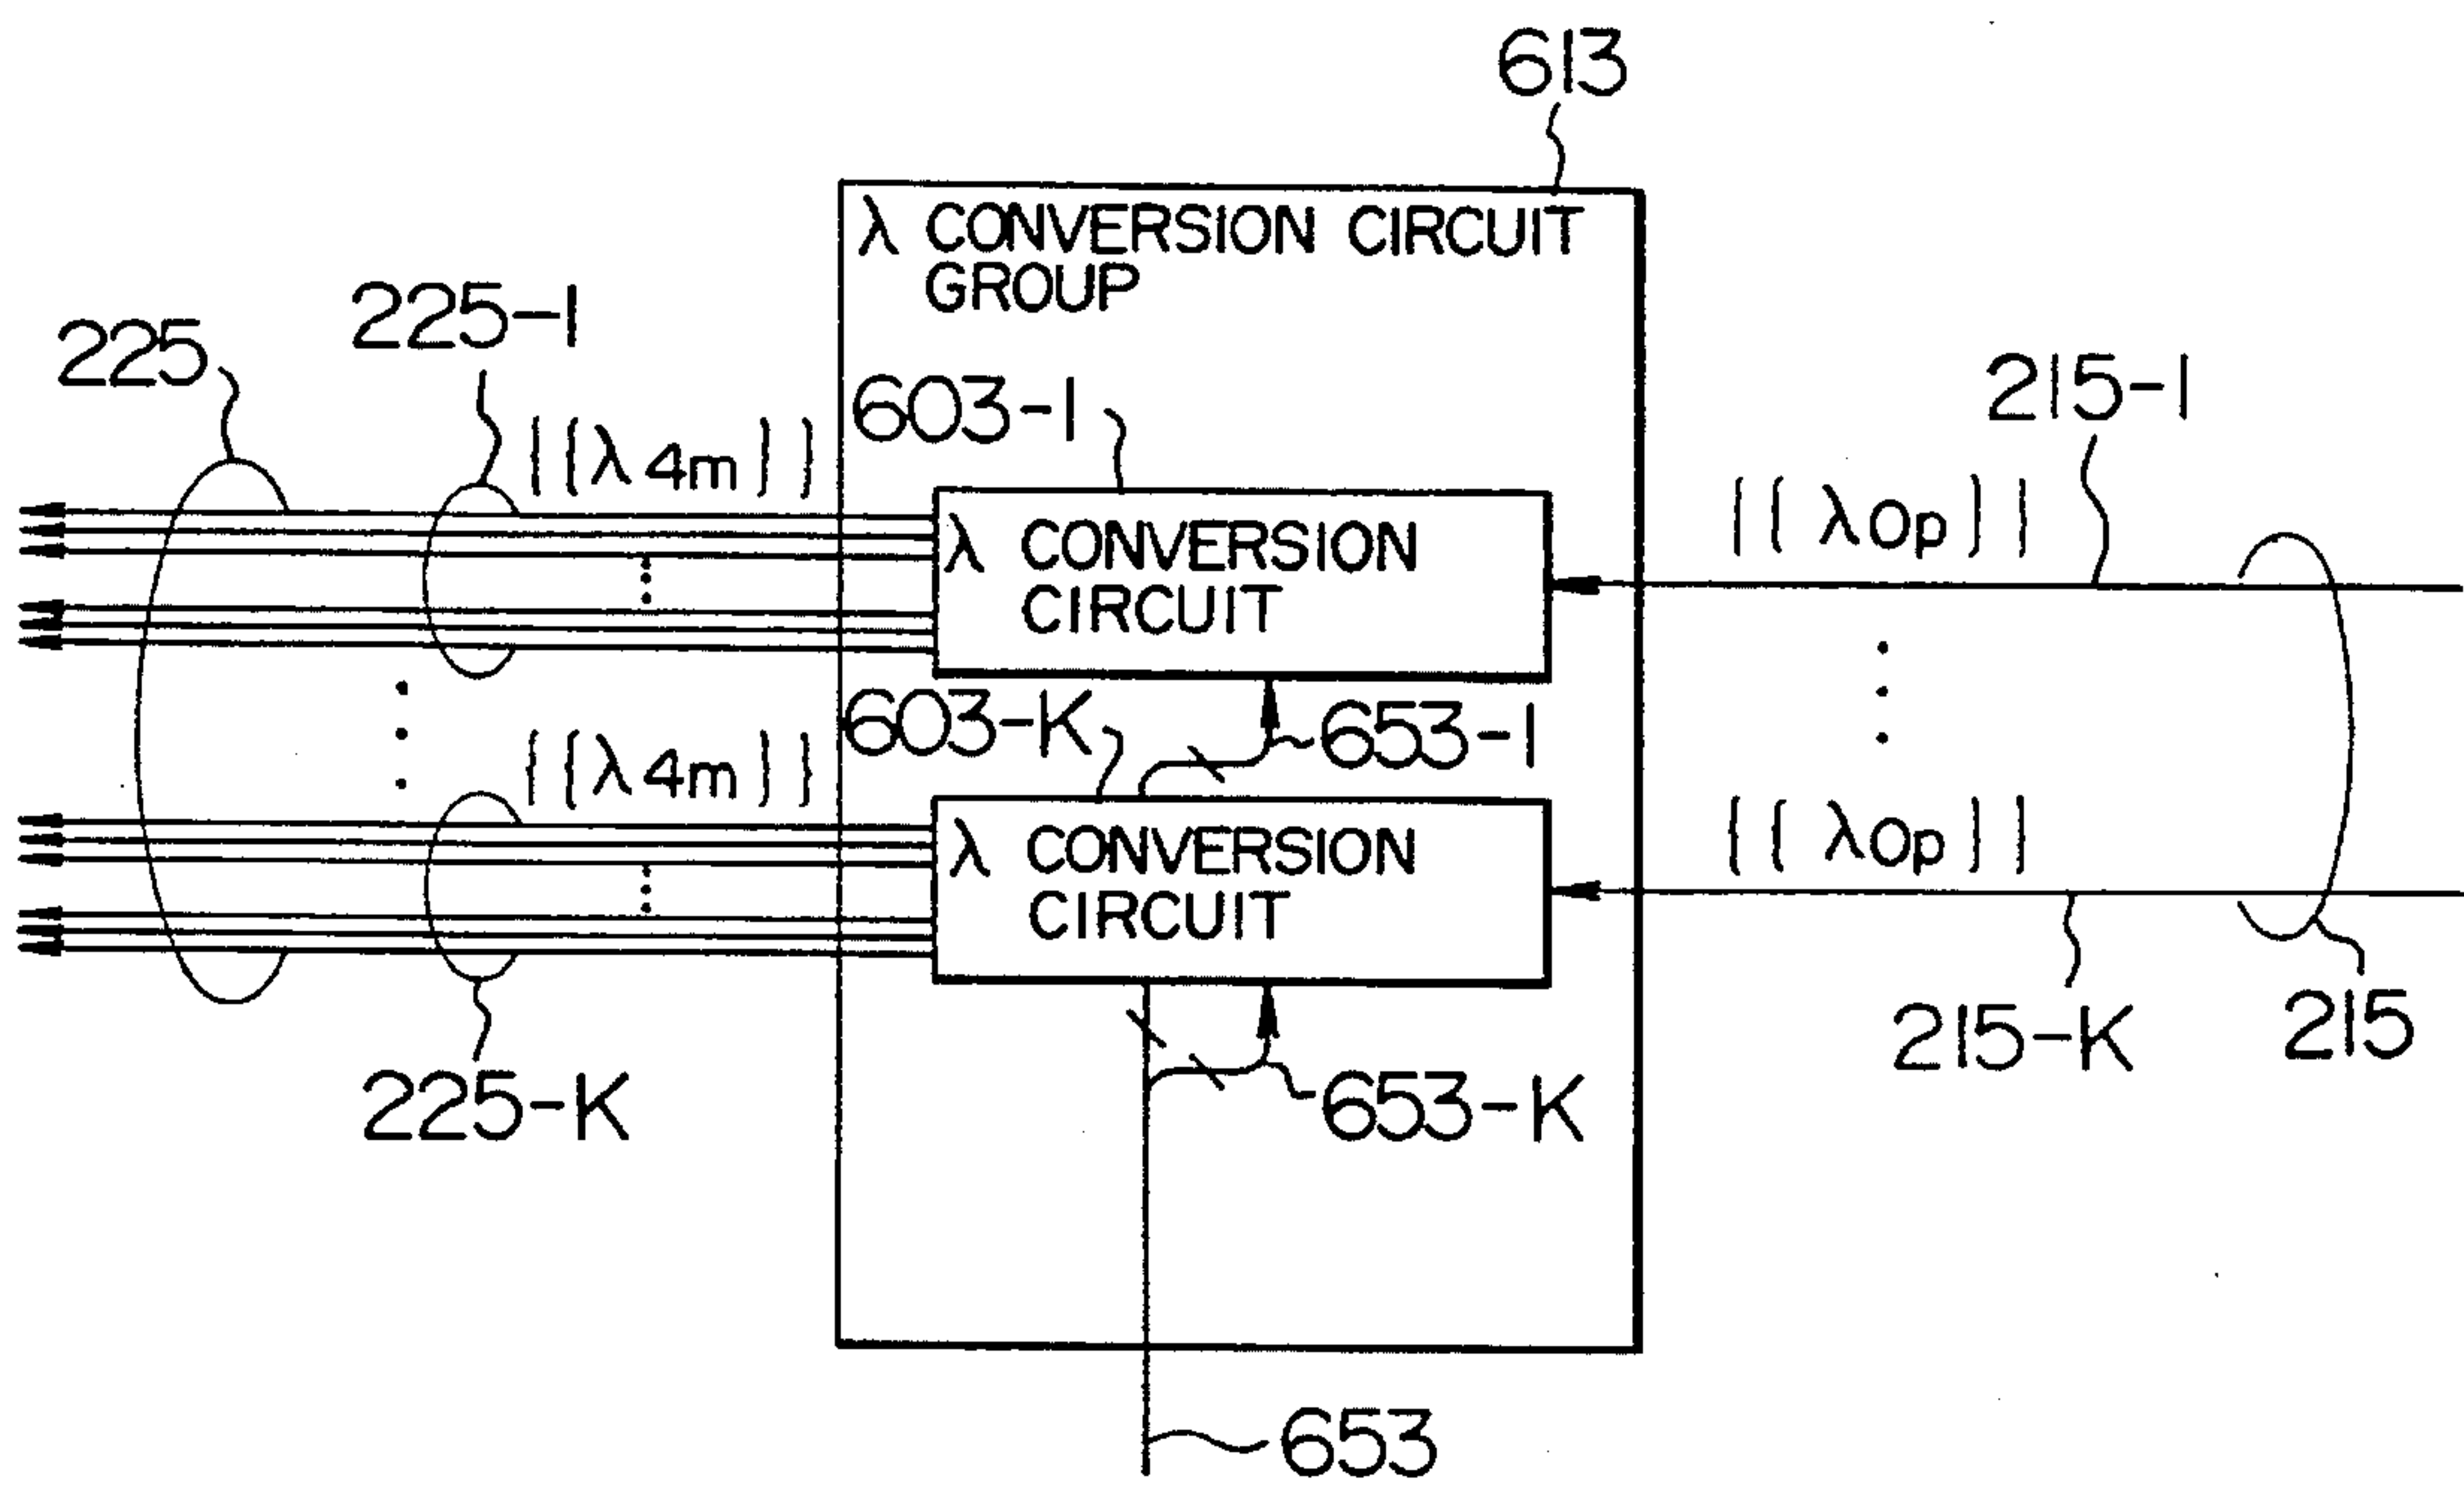 613
λ CONVERSION CIRCUIT
GROUP
225
225-1
{{λ4m}}
603-1
λ CONVERSION
CIRCUIT
{{λ0p}}
215-1
603-K
653-1
{{λ4m}}
λ CONVERSION
CIRCUIT
{{λ0p}}
225-K
653-K
215-K
215
653